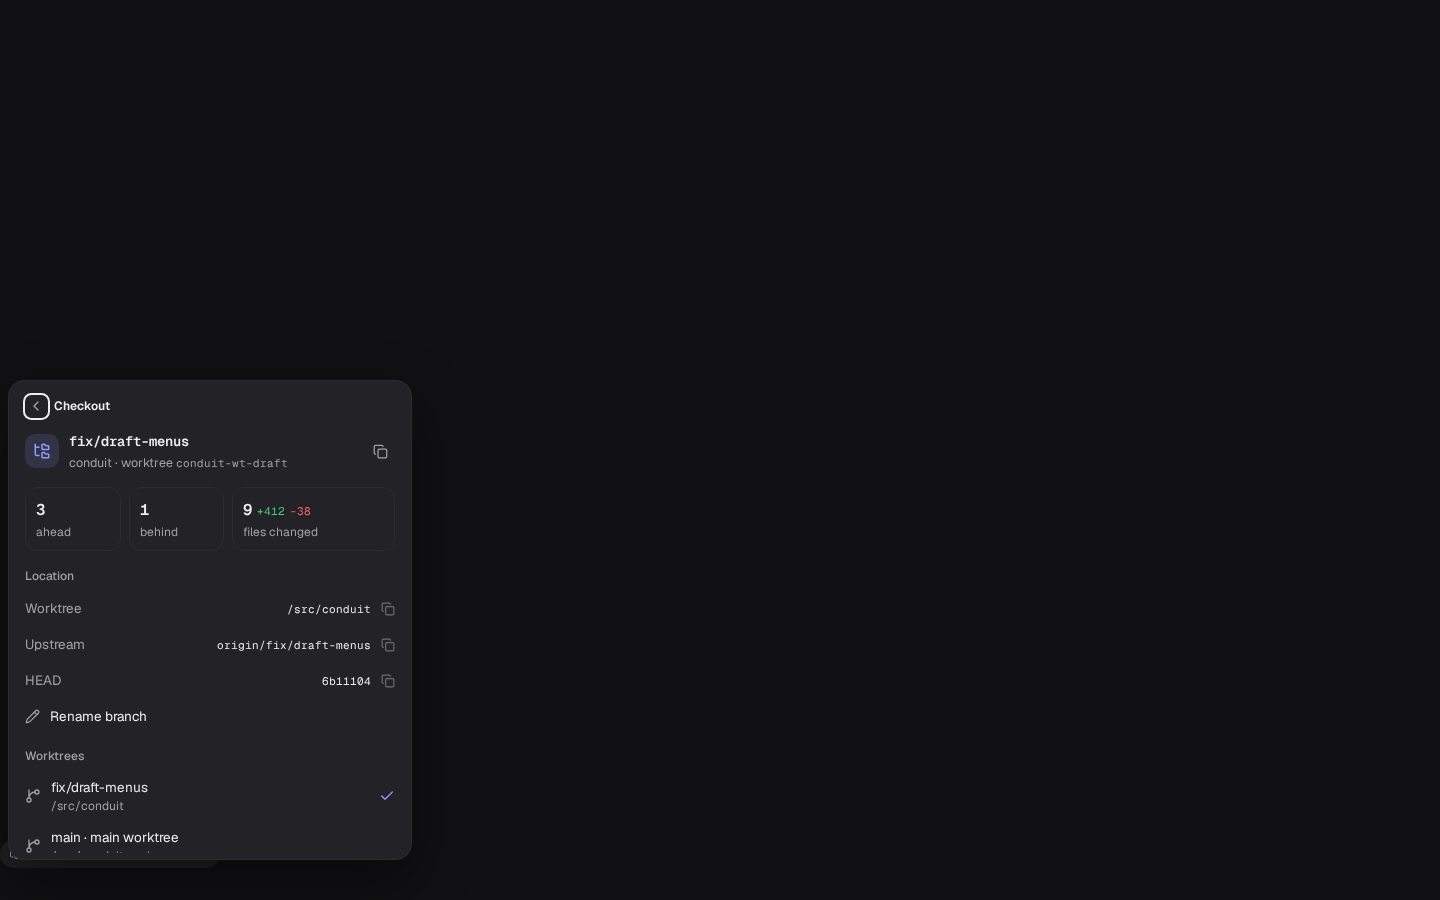 Checkout
fix/draft-menus
conduit · worktree conduit-wt-draft
3
ahead
1
behind
9 +412 -38
files changed
Location
Worktree /src/conduit
Upstream origin/fix/draft-menus
HEAD 6b11104
Rename branch
Worktrees
fix/draft-menus
/src/conduit
main · main worktree